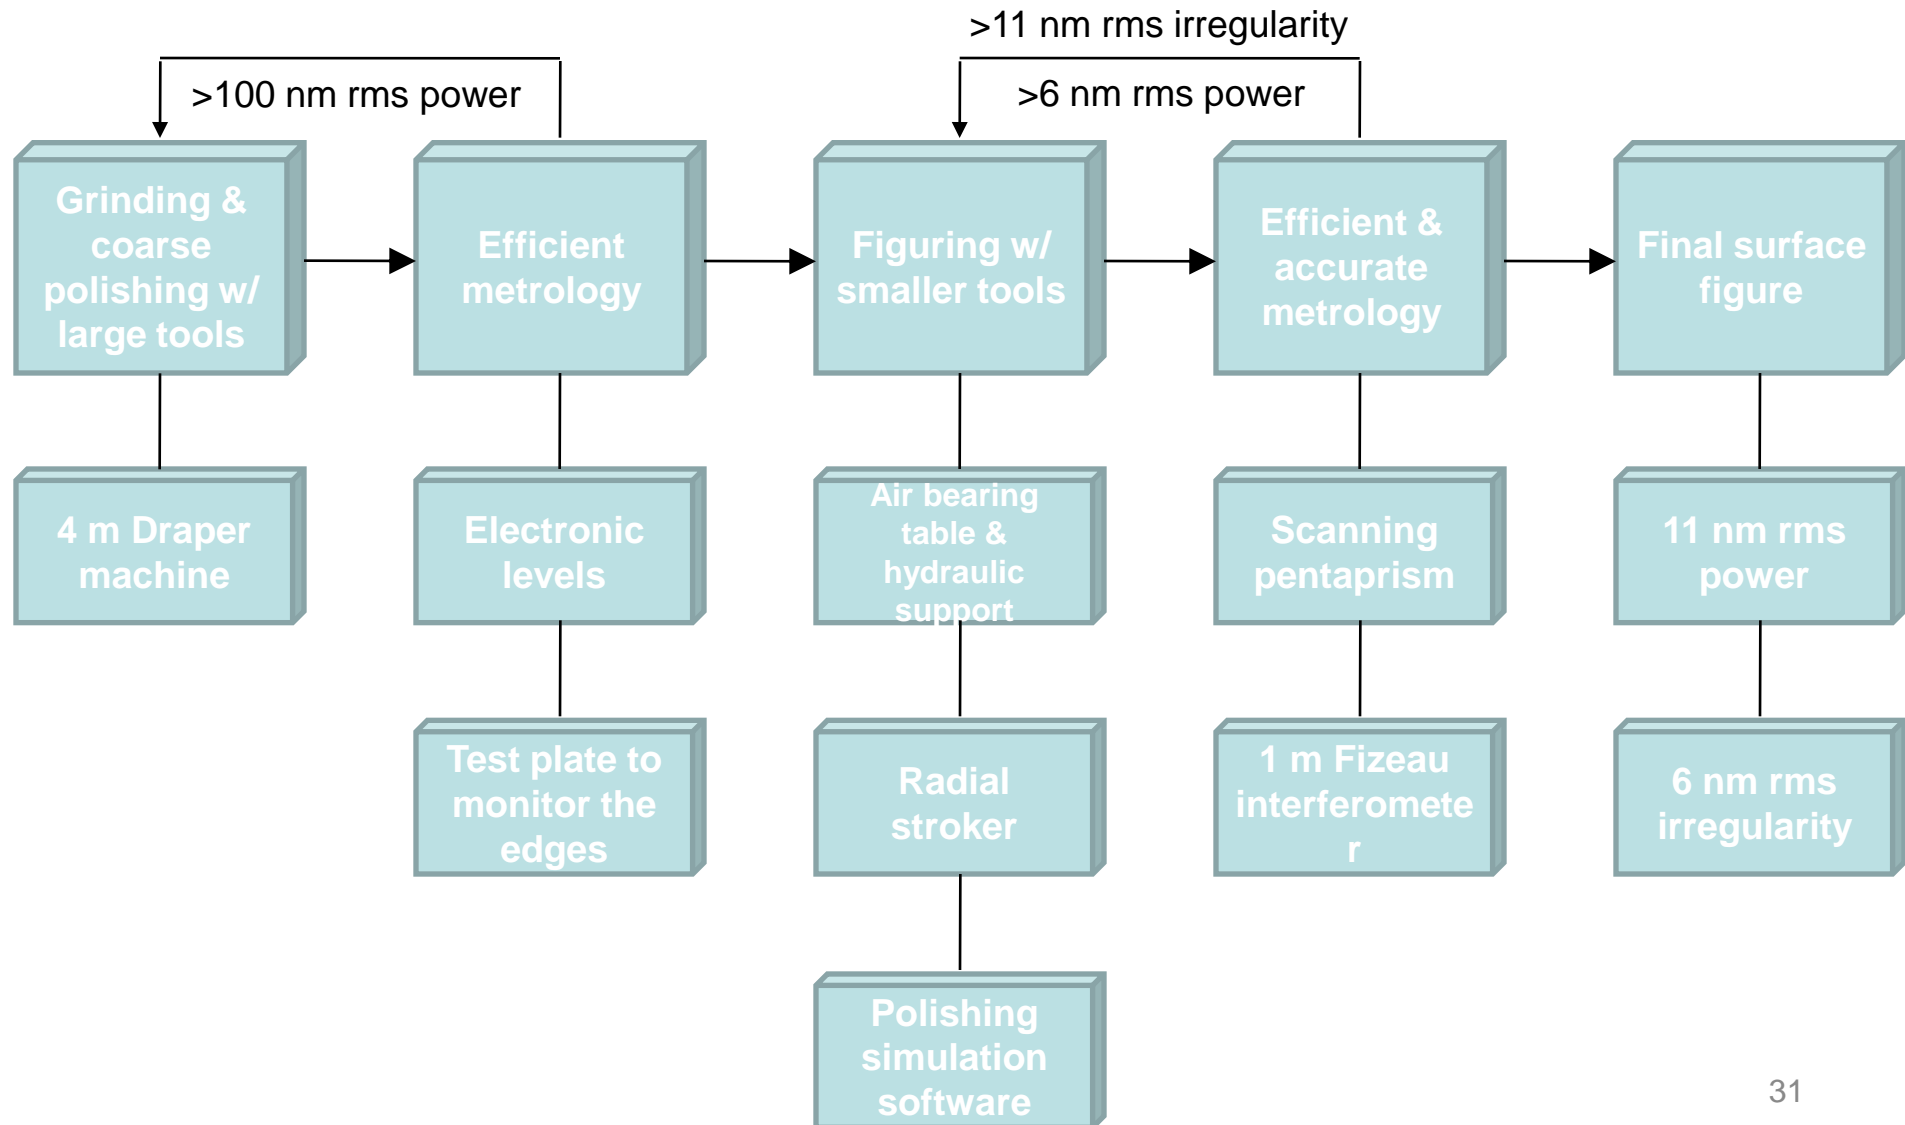 >11 nm rms irregularity
>100 nm rms power
>6 nm rms power
Grinding &
coarse
polishing w/
large tools
Efficient
metrology
Figuring w/
smaller tools
Efficient &
accurate
metrology
Final surface
figure
4 m Draper
machine
Electronic
levels
Air bearing
table &
hydraulic
support
Scanning
pentaprism
11 nm rms
power
Test plate to
monitor the
edges
Radial
stroker
1 m Fizeau
interferomete
r
6 nm rms
irregularity
Polishing
simulation
software
31